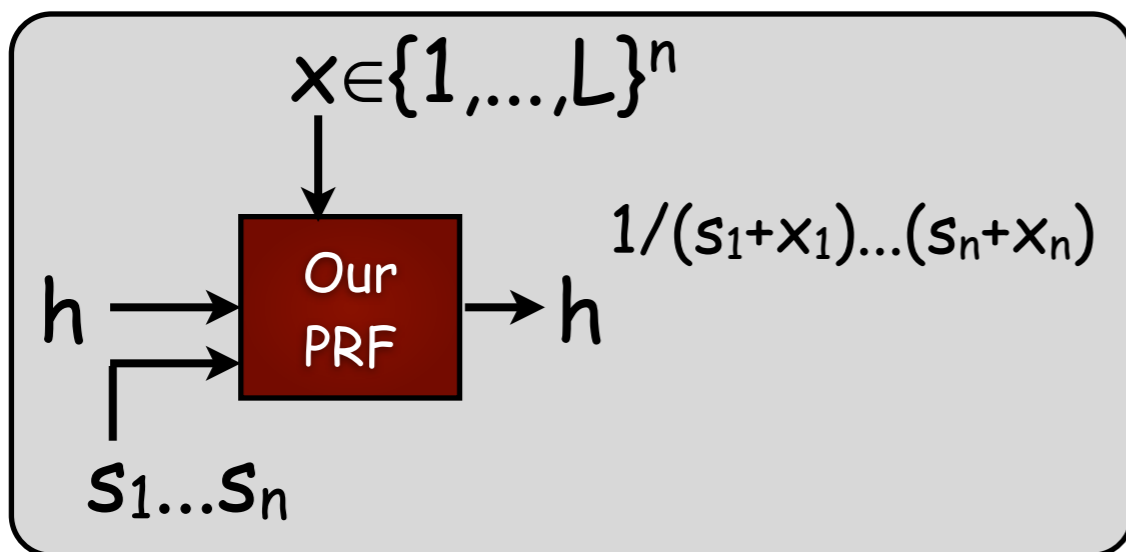 x∈{1,...,L}ⁿ
1/(s₁+x₁)...(sₙ+xₙ)
Our
PRF
h
h
s₁...sₙ